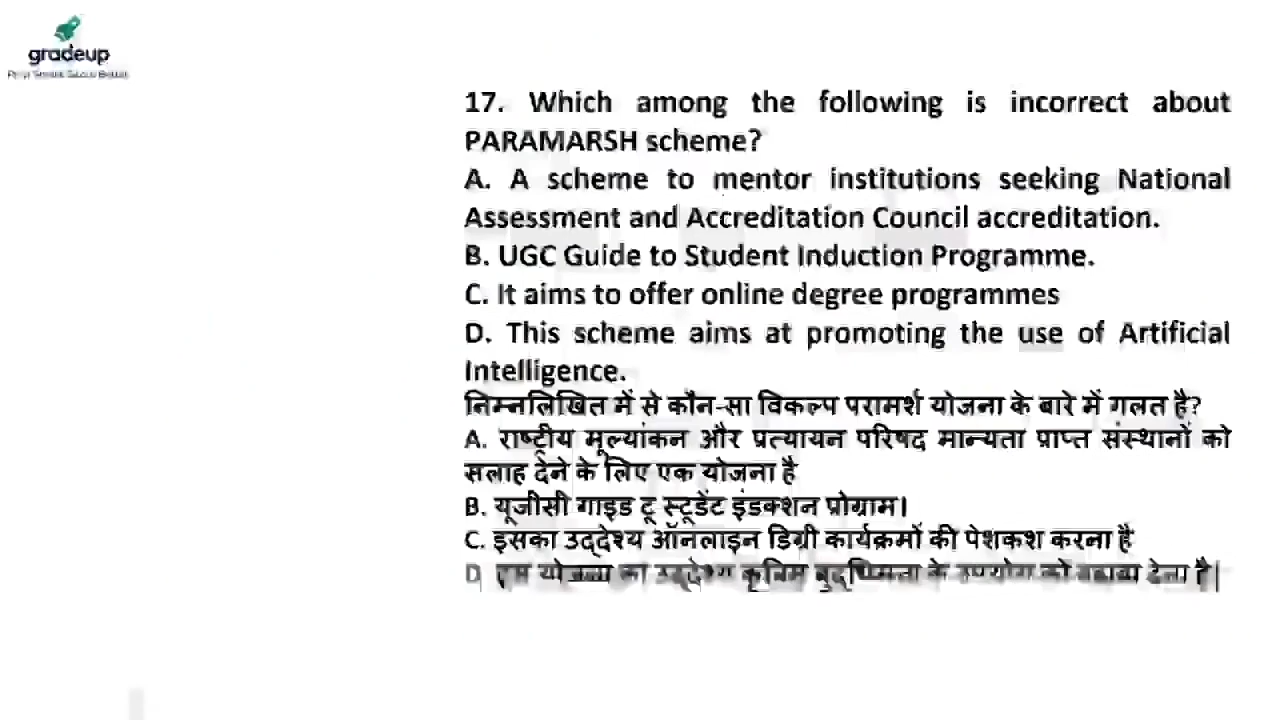 gradeup
17. Which among the following is incorrect about
PARAMARSH scheme?
A. A scheme to mentor institutions seeking National
Assessment and Accreditation Council accreditation.
B. UGC Guide to Student Induction Programme.
C. It aims to offer online degree programmes
D. This scheme aims at promoting the use of Artificial
Intelligence.
निम्नलिखित में से कौन-सा विकल्प परामर्श योजना के बारे में गलत है?
A. राष्ट्रीय मूल्यांकन और प्रत्यायन परिषद मान्यता प्राप्त संस्थानों को
सलाह देने के लिए एक योजना है
B. यूजीसी गाइड टू स्टूडेंट इंडक्शन प्रोग्राम।
C. इसका उद्देश्य ऑनलाइन डिग्री कार्यक्रमों की पेशकश करना है
D. इस योजना का उद्देश्य कृत्रिम बुद्धिमत्ता के उपयोग को बढ़ावा देना है।